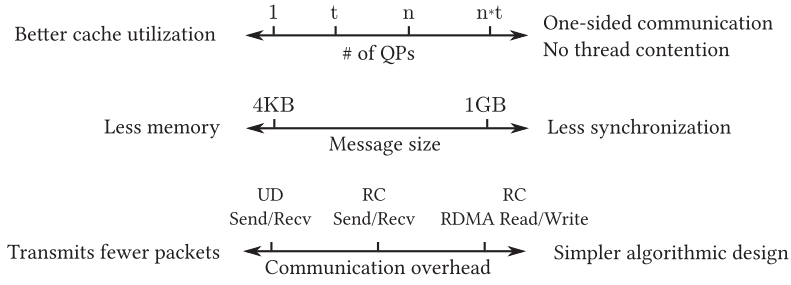 1 t n n*t
Better cache utilization
One-sided communication
No thread contention
# of QPs
4KB 1GB
Less memory
Less synchronization
Message size
UD RC RC
Send/Recv Send/Recv RDMA Read/Write
Transmits fewer packets
Simpler algorithmic design
Communication overhead